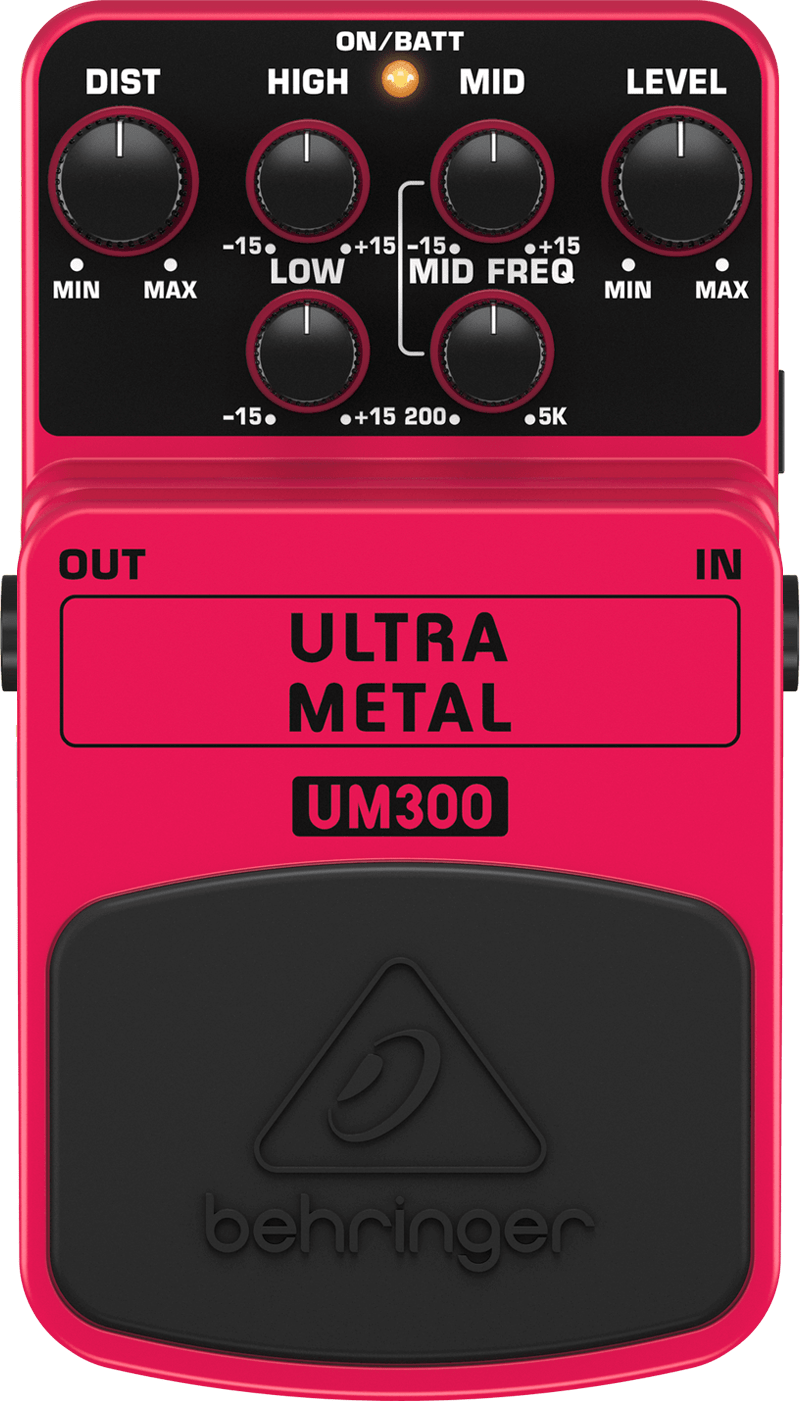 ON/BATT
DIST HIGH MID LEVEL
-15 +15 -15 +15
MIN MAX LOW MID FREQ MIN MAX
-15 +15 200 5K
OUT IN
ULTRA
METAL
UM300
behringer